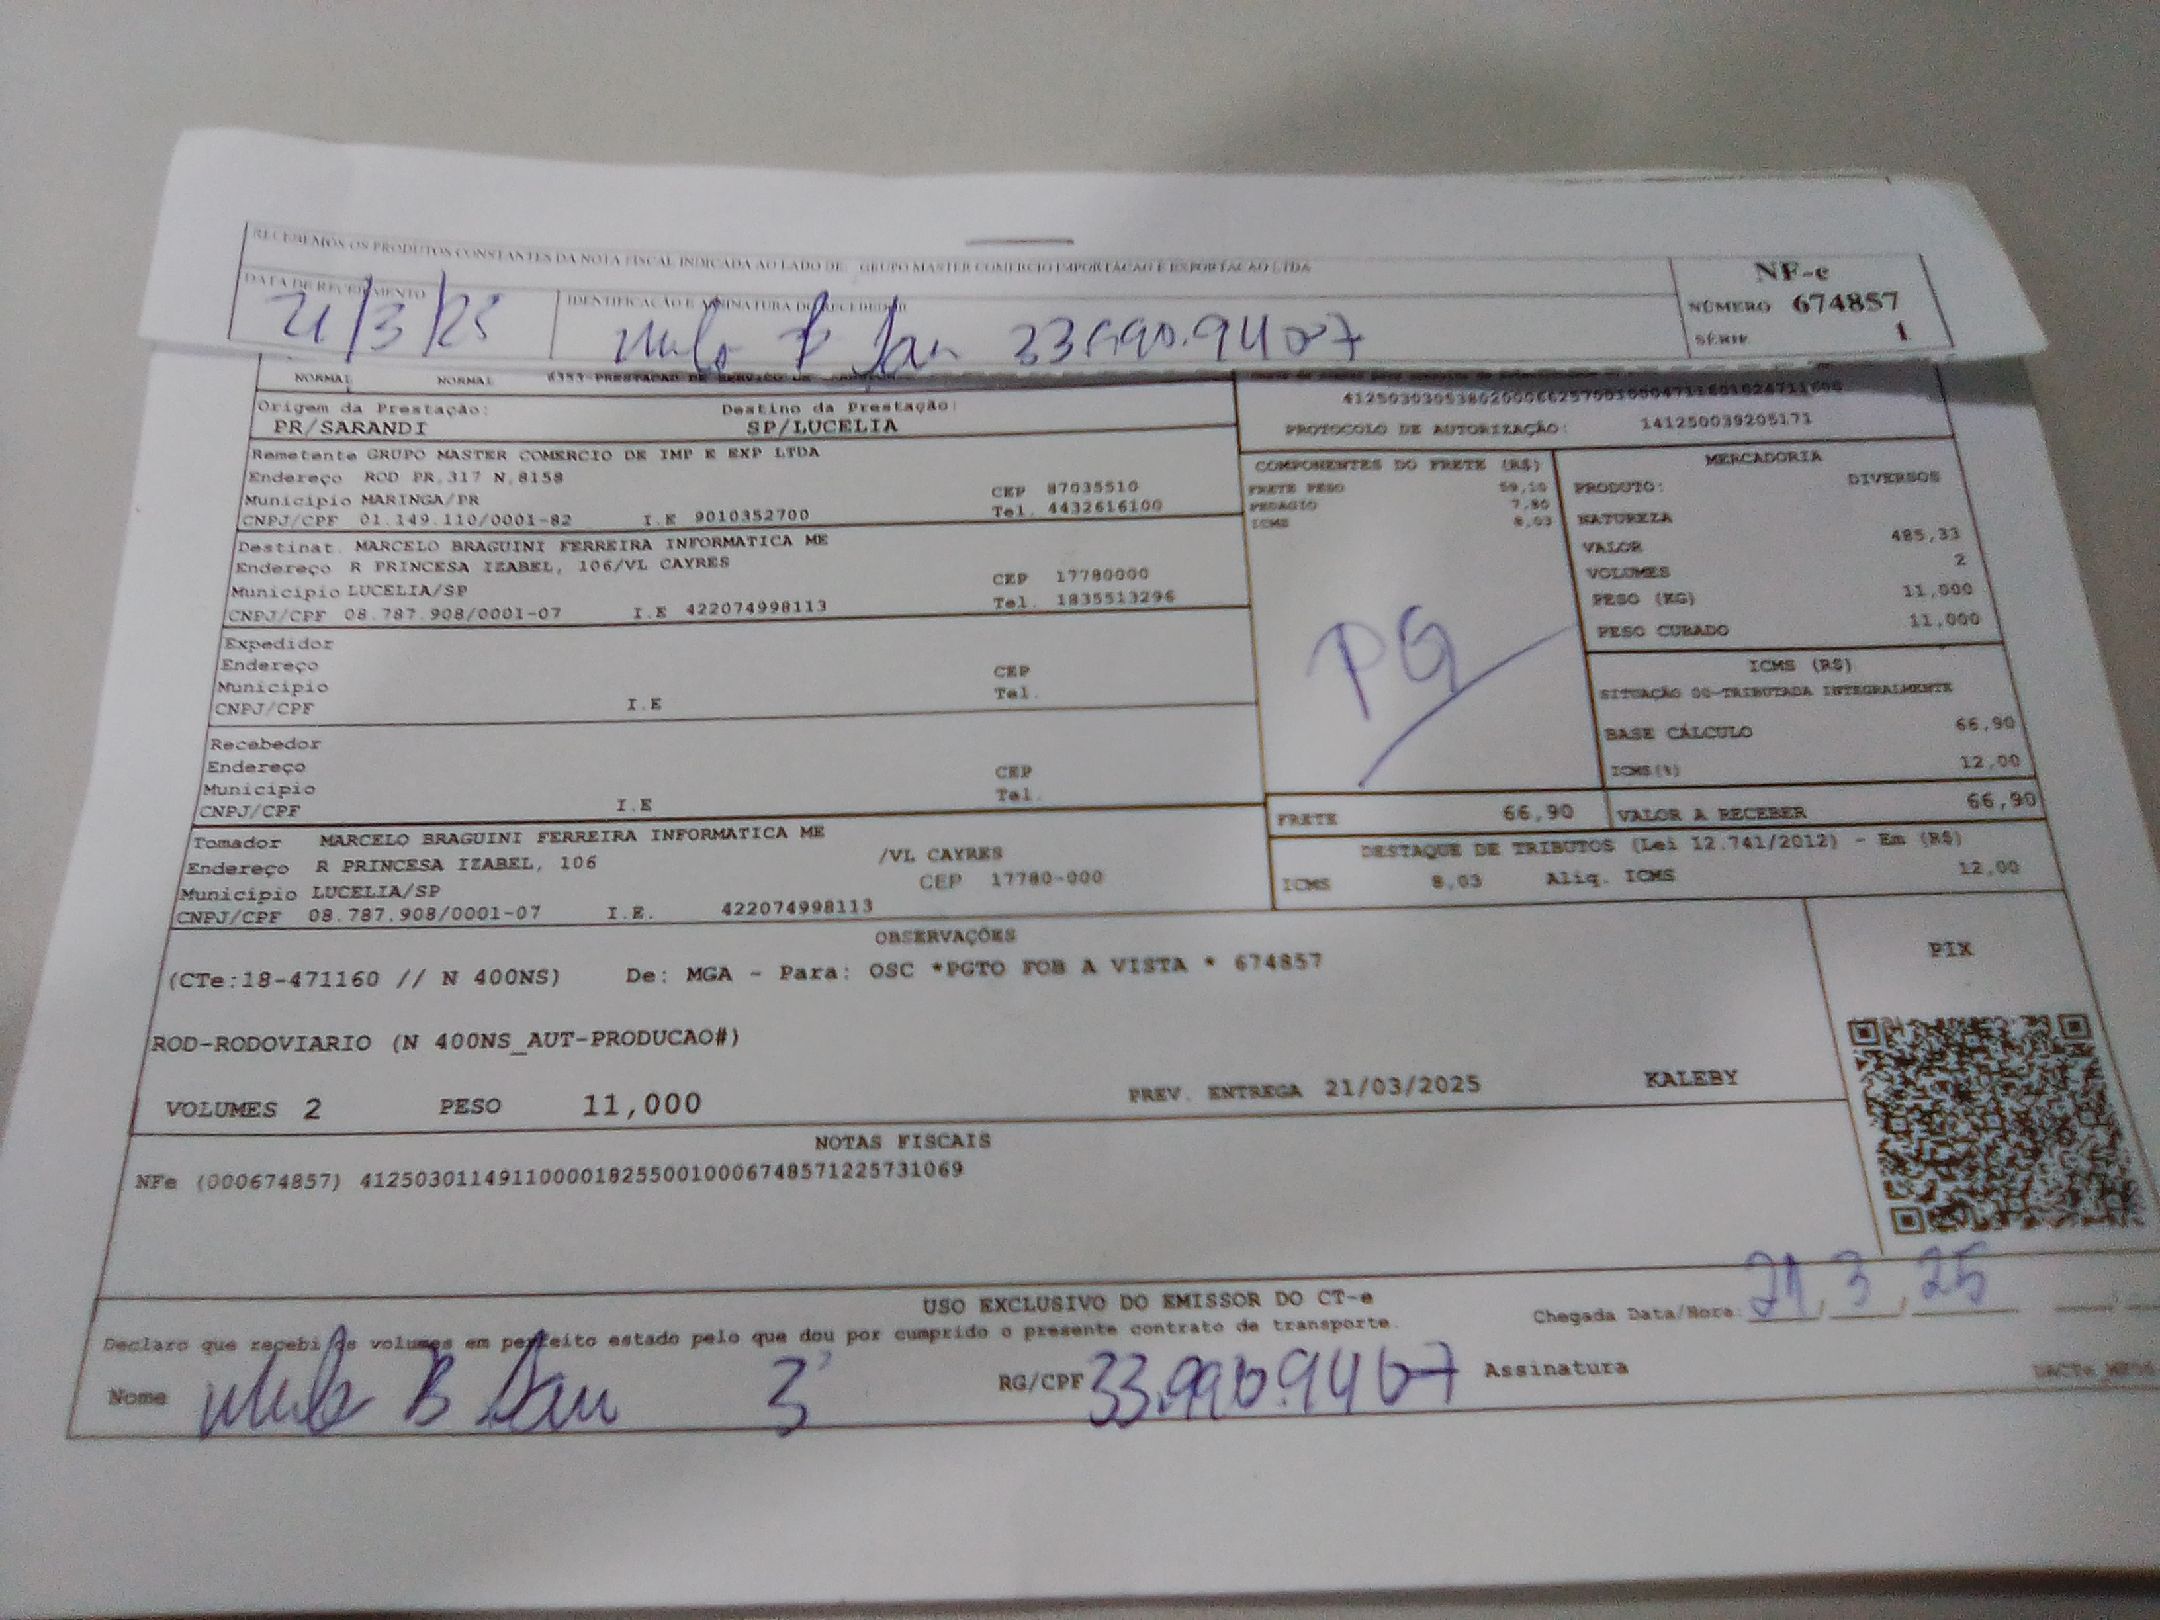 RECEBEMOS OS PRODUTOS CONSTANTES DA NOTA FISCAL INDICADA AO LADO DE: GRUPO MASTER COMERCIO IMPORTACAO E EXPORTACAO LTDA
NF-e
NÚMERO 674857
SÉRIE 1
DATA DE RECEBIMENTO
21/3/25
IDENTIFICAÇÃO E ASSINATURA DO RECEBEDOR
NORMAL NORMAL
Origem da Prestação: Destino da Prestação:
PR/SARANDI SP/LUCELIA
PROTOCOLO DE AUTORIZAÇÃO: 141250039205171
Remetente GRUPO MASTER COMERCIO DE IMP E EXP LTDA
Endereço ROD PR,317 N,8158
Municipio MARINGA/PR CEP 87035510
CNPJ/CPF 01.149.110/0001-82 I.E 9010352700 Tel. 4432616100
Destinat. MARCELO BRAGUINI FERREIRA INFORMATICA ME
Endereço R PRINCESA IZABEL, 106/VL CAYRES
Municipio LUCELIA/SP CEP 17780000
CNPJ/CPF 08.787.908/0001-07 I.E 422074998113 Tel. 1835513296
Expedidor
Endereço
Municipio CEP
CNPJ/CPF I.E Tel.
Recebedor
Endereço
Municipio CEP
CNPJ/CPF I.E Tel.
Tomador MARCELO BRAGUINI FERREIRA INFORMATICA ME
Endereço R PRINCESA IZABEL, 106 /VL CAYRES
Municipio LUCELIA/SP CEP 17780-000
CNPJ/CPF 08.787.908/0001-07 I.E. 422074998113
COMPONENTES DO FRETE (R$)
FRETE PESO
PEDAGIO 7,80
ICMS 8,03
PG
MERCADORIA
PRODUTO: DIVERSOS
NATUREZA
VALOR 485,33
VOLUMES 2
PESO (KG) 11,000
PESO CUBADO 11,000
ICMS (R$)
SITUAÇÃO 00-TRIBUTADA INTEGRALMENTE
BASE CÁLCULO 66,90
ICMS(%) 12,00
FRETE 66,90 VALOR A RECEBER 66,90
DESTAQUE DE TRIBUTOS (Lei 12.741/2012) - Em (R$)
ICMS 8,03 Aliq. ICMS 12,00
OBSERVAÇÕES
(CTe:18-471160 // N 400NS) De: MGA - Para: OSC *PGTO FOB A VISTA * 674857
ROD-RODOVIARIO (N 400NS_AUT-PRODUCAO#)
VOLUMES 2 PESO 11,000 PREV. ENTREGA 21/03/2025 KALEBY
PIX
NOTAS FISCAIS
NFe (000674857) 41250301149110000182550010006748571225731069
USO EXCLUSIVO DO EMISSOR DO CT-e
Declaro que recebi os volumes em perfeito estado pelo que dou por cumprido o presente contrato de transporte.
Chegada Data/Hora: 21, 3, 25
Nome RG/CPF Assinatura